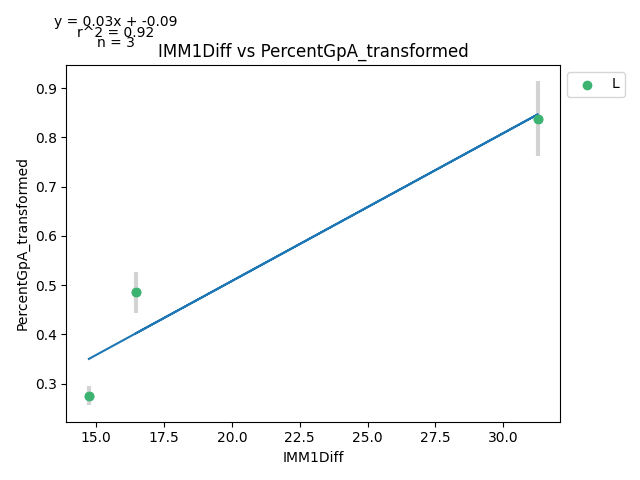 y = 0.03x + -0.09
r^2 = 0.92
n = 3
IMM1Diff vs PercentGpA_transformed
L
0.9
0.8
0.7
0.6
0.5
0.4
0.3
PercentGpA_transformed
15.0 17.5 20.0 22.5 25.0 27.5 30.0
IMM1Diff